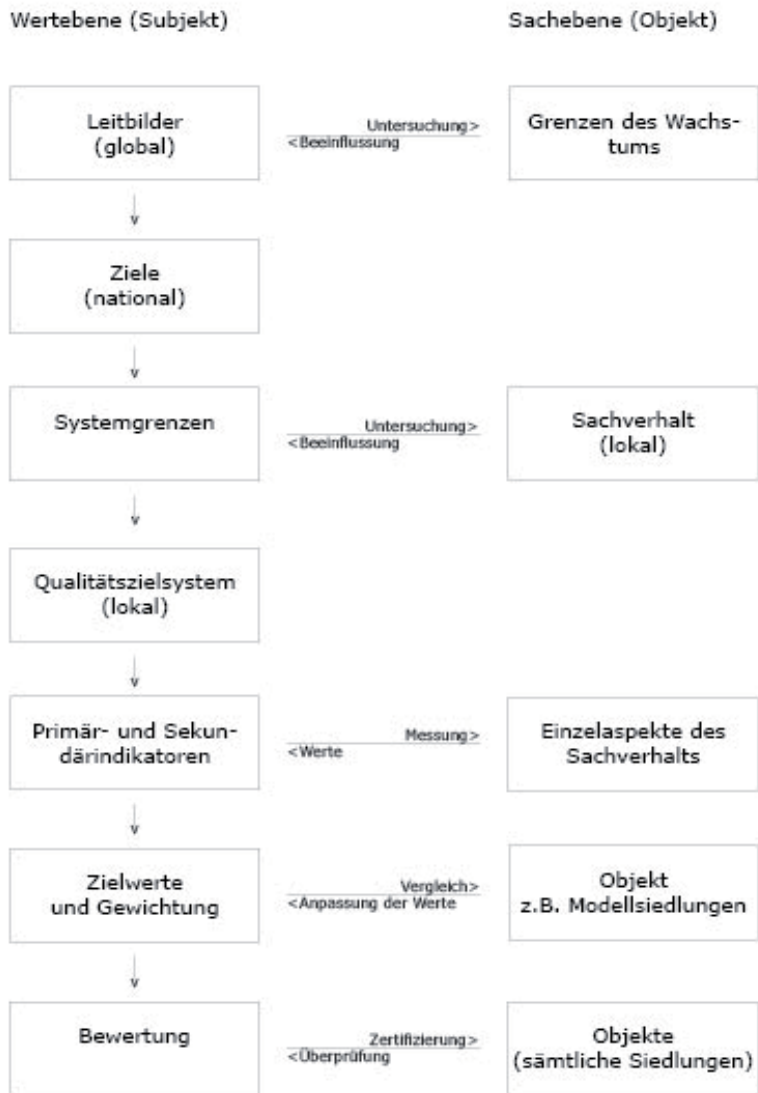 Wertebene (Subjekt)
Sachebene (Objekt)
Leitbilder
(global)
Untersuchung>
<Beeinflussung
Grenzen des Wachs-
tums
v
Ziele
(national)
v
Systemgrenzen
Untersuchung>
<Beeinflussung
Sachverhalt
(lokal)
v
Qualitätszielsystem
(lokal)
v
Primär- und Sekun-
därindikatoren
Messung>
<Werte
Einzelaspekte des
Sachverhalts
v
Zielwerte
und Gewichtung
Vergleich>
<Anpassung der Werte
Objekt
z.B. Modellsiedlungen
v
Bewertung
Zertifizierung>
<Überprüfung
Objekte
(sämtliche Siedlungen)